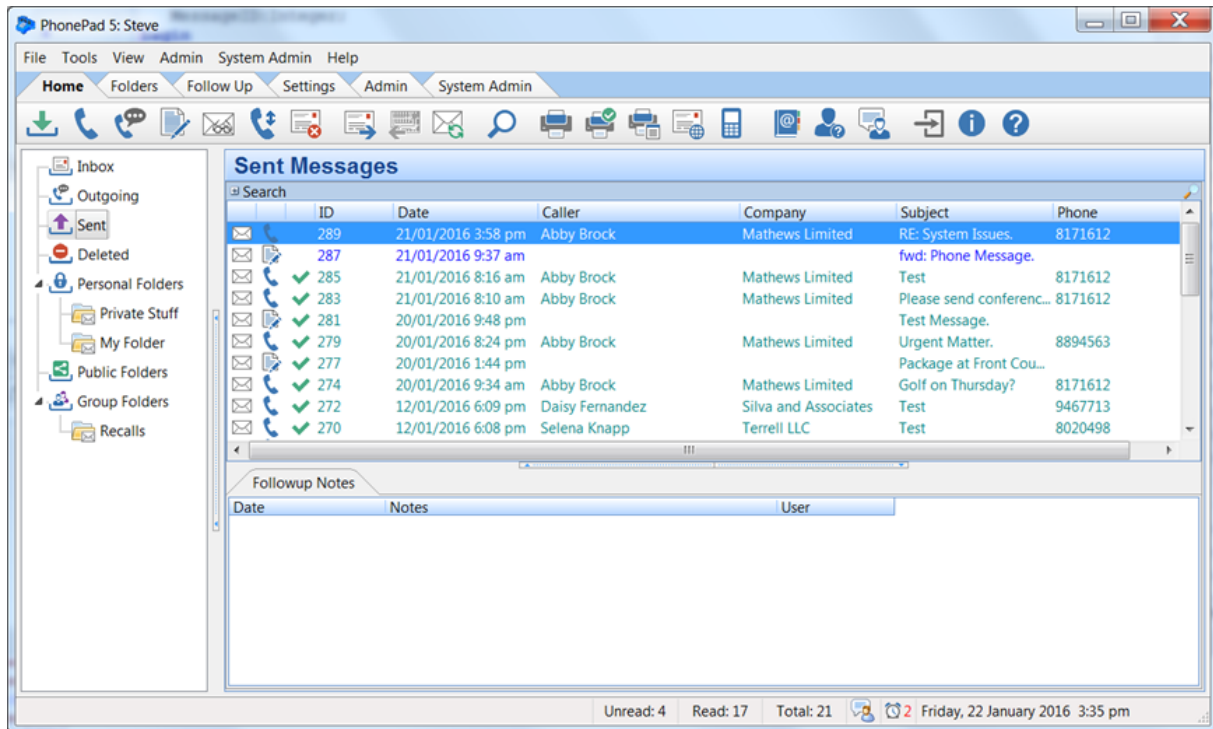 PhonePad 5: Steve
File Tools View Admin System Admin Help
Home Folders Follow Up Settings Admin System Admin
Inbox
Outgoing
Sent
Deleted
Personal Folders
Private Stuff
My Folder
Public Folders
Group Folders
Recalls
Sent Messages
Search
ID Date Caller Company Subject Phone
289 21/01/2016 3:58 pm Abby Brock Mathews Limited RE: System Issues. 8171612
287 21/01/2016 9:37 am fwd: Phone Message.
285 21/01/2016 8:16 am Abby Brock Mathews Limited Test 8171612
283 21/01/2016 8:10 am Abby Brock Mathews Limited Please send conferenc... 8171612
281 20/01/2016 9:48 pm Test Message.
279 20/01/2016 8:24 pm Abby Brock Mathews Limited Urgent Matter. 8894563
277 20/01/2016 1:44 pm Package at Front Cou...
274 20/01/2016 9:34 am Abby Brock Mathews Limited Golf on Thursday? 8171612
272 12/01/2016 6:09 pm Daisy Fernandez Silva and Associates Test 9467713
270 12/01/2016 6:08 pm Selena Knapp Terrell LLC Test 8020498
Followup Notes
Date Notes User
Unread: 4 Read: 17 Total: 21 2 Friday, 22 January 2016 3:35 pm